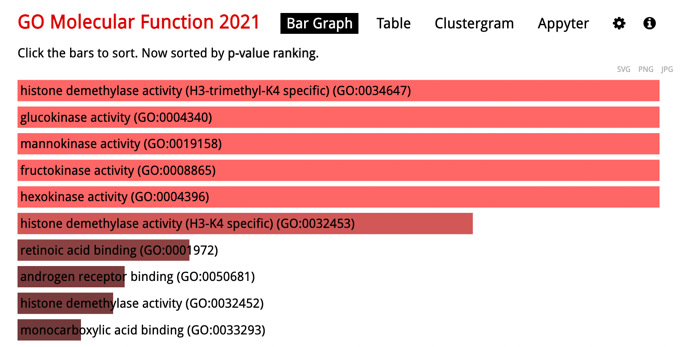 GO Molecular Function 2021 Bar Graph Table Clustergram Appyter
Click the bars to sort. Now sorted by p-value ranking.
SVG PNG JPG
histone demethylase activity (H3-trimethyl-K4 specific) (GO:0034647)
glucokinase activity (GO:0004340)
mannokinase activity (GO:0019158)
fructokinase activity (GO:0008865)
hexokinase activity (GO:0004396)
histone demethylase activity (H3-K4 specific) (GO:0032453)
retinoic acid binding (GO:0001972)
androgen receptor binding (GO:0050681)
histone demethylase activity (GO:0032452)
monocarboxylic acid binding (GO:0033293)